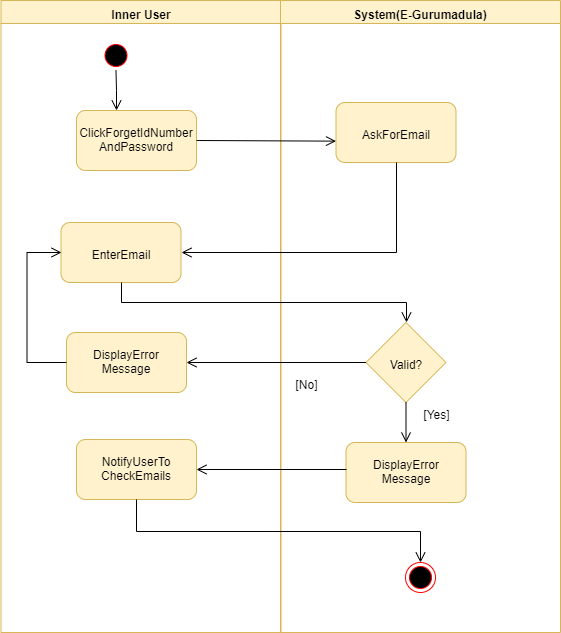 Inner User
System(E-Gurumadula)
ClickForgetIdNumber
AndPassword
AskForEmail
EnterEmail
DisplayError
Message
Valid?
[No]
[Yes]
NotifyUserTo
CheckEmails
DisplayError
Message